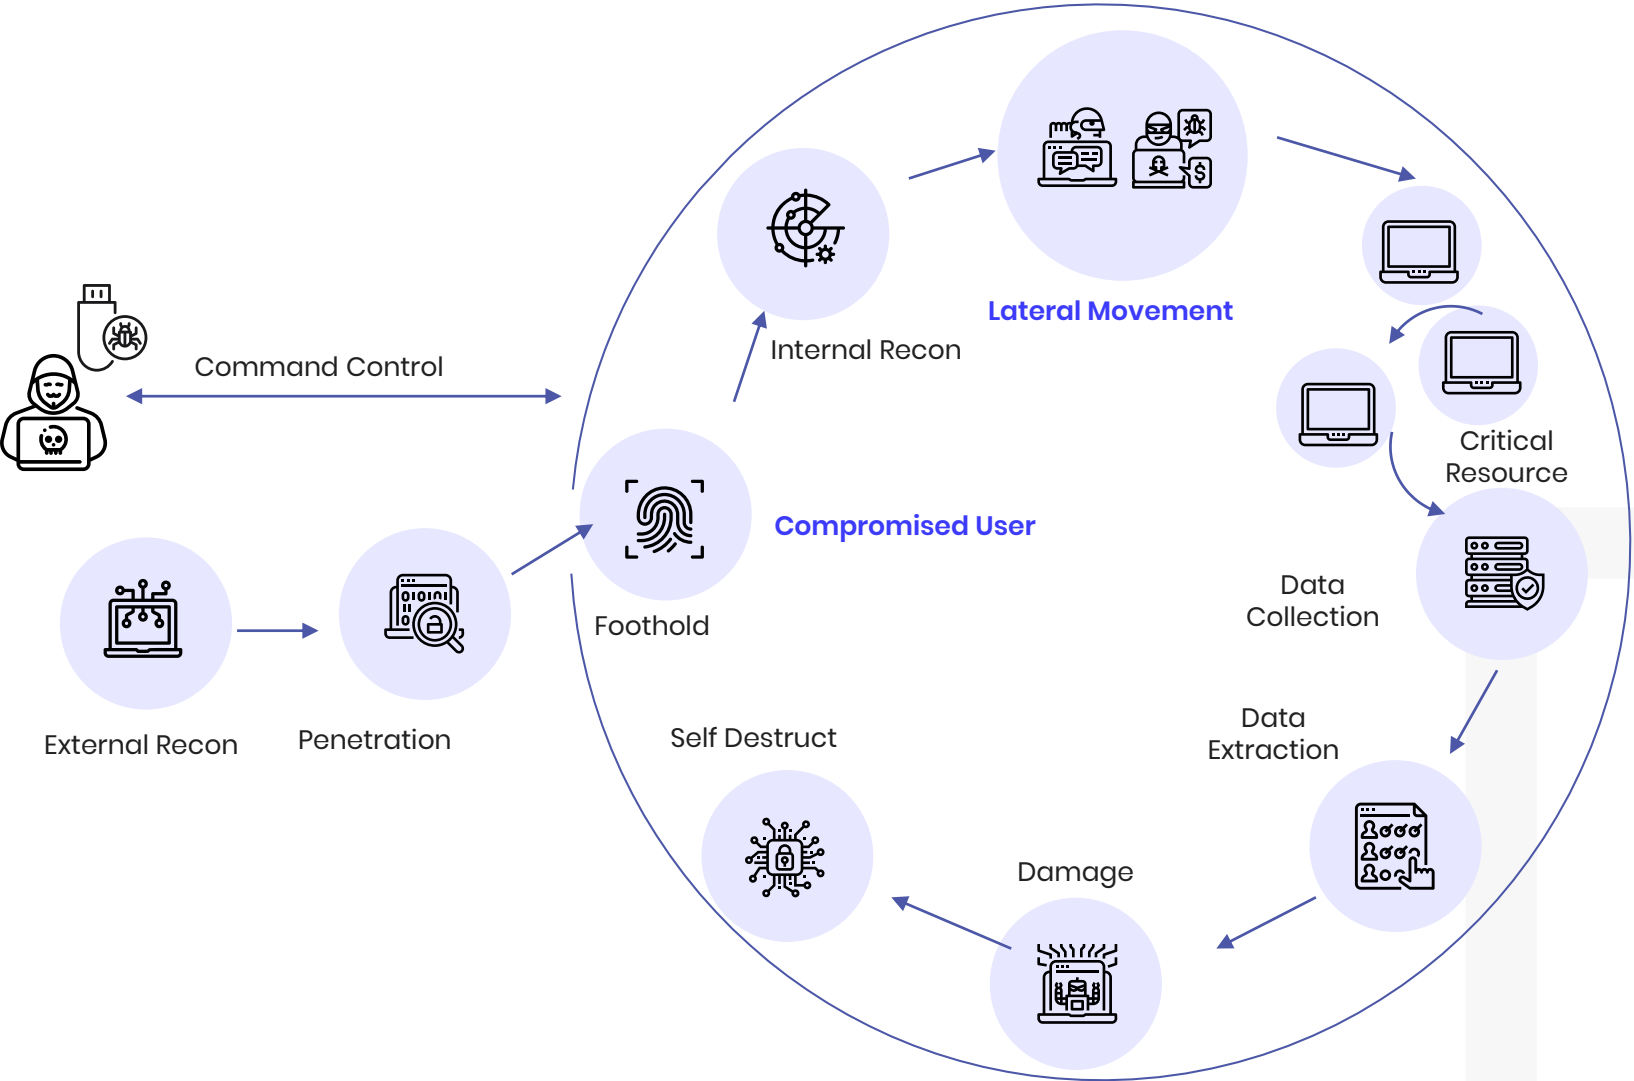 Lateral Movement
Internal Recon
Command Control
Critical
Resource
Compromised User
Data
Collection
Foothold
External Recon
Penetration
Self Destruct
Data
Extraction
Damage